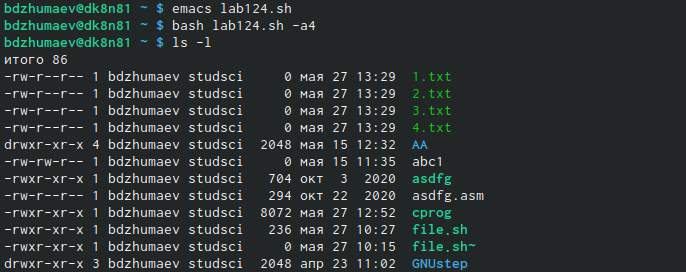 bdzhumaev@dk8n81 ~ $ emacs lab124.sh
bdzhumaev@dk8n81 ~ $ bash lab124.sh -a4
bdzhumaev@dk8n81 ~ $ ls -l
итого 86
-rw-r--r-- 1 bdzhumaev studsci    0 мая 27 13:29  1.txt
-rw-r--r-- 1 bdzhumaev studsci    0 мая 27 13:29  2.txt
-rw-r--r-- 1 bdzhumaev studsci    0 мая 27 13:29  3.txt
-rw-r--r-- 1 bdzhumaev studsci    0 мая 27 13:29  4.txt
drwxr-xr-x 4 bdzhumaev studsci 2048 мая 15 12:32  AA
-rw-rw-r-- 1 bdzhumaev studsci    0 мая 15 11:35  abc1
-rwxr-xr-x 1 bdzhumaev studsci  704 окт  3  2020  asdfg
-rw-r--r-- 1 bdzhumaev studsci  294 окт 22  2020  asdfg.asm
-rwxr-xr-x 1 bdzhumaev studsci 8072 мая 27 12:52  cprog
-rwxr-xr-x 1 bdzhumaev studsci  236 мая 27 10:27  file.sh
-rwxr-xr-x 1 bdzhumaev studsci    0 мая 27 10:15  file.sh~
drwxr-xr-x 3 bdzhumaev studsci 2048 апр 23 11:02  GNUstep